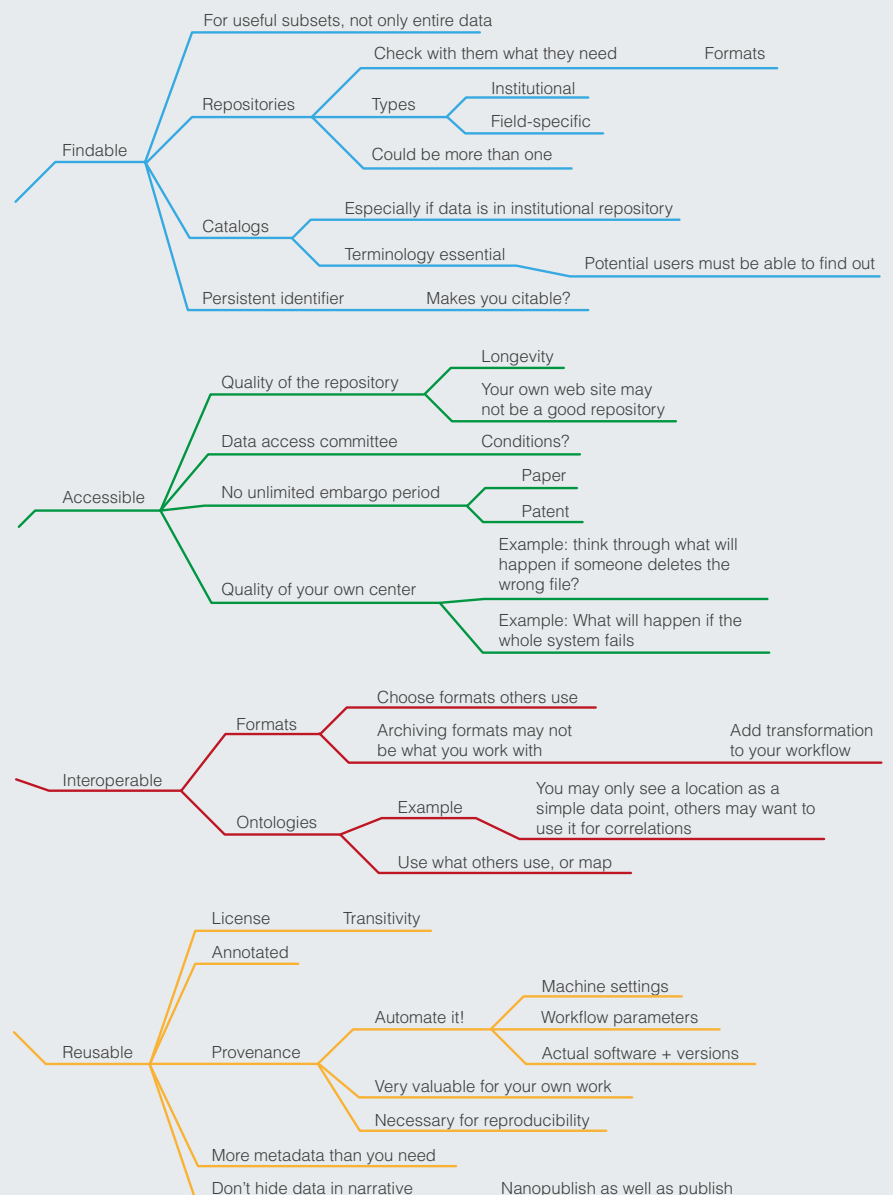 For useful subsets, not only entire data
Check with them what they need Formats
Institutional
Repositories Types
Field-specific
Findable
Could be more than one
Especially if data is in institutional repository
Catalogs
Terminology essential
Potential users must be able to find out
Persistent identifier Makes you citable?
Longevity
Quality of the repository
Your own web site may
not be a good repository
Data access committee Conditions?
Paper
Accessible
No unlimited embargo period
Patent
Example: think through what will
happen if someone deletes the
wrong file?
Quality of your own center
Example: What will happen if the
whole system fails
Choose formats others use
Formats
Archiving formats may not
be what you work with
Add transformation
to your workflow
Interoperable
You may only see a location as a
simple data point, others may want to
use it for correlations
Example
Ontologies
Use what others use, or map
License Transitivity
Annotated
Machine settings
Automate it! Workflow parameters
Actual software + versions
Reusable Provenance
Very valuable for your own work
Necessary for reproducibility
More metadata than you need
Don't hide data in narrative Nanopublish as well as publish